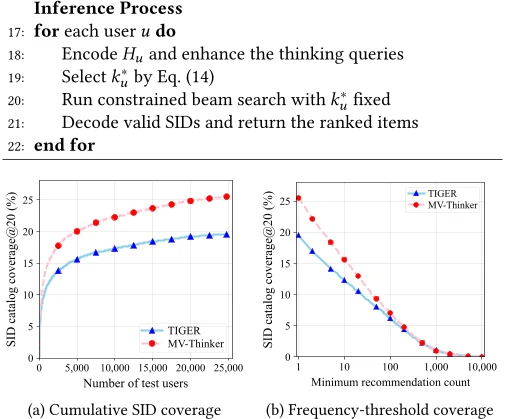 Inference Process
17: for each user u do
18: Encode H_u and enhance the thinking queries
19: Select k*_u by Eq. (14)
20: Run constrained beam search with k*_u fixed
21: Decode valid SIDs and return the ranked items
22: end for
SID catalog coverage@20 (%)
25
20
15
10
5
0
0 5,000 10,000 15,000 20,000 25,000
Number of test users
TIGER
MV-Thinker
(a) Cumulative SID coverage
SID catalog coverage@20 (%)
25
20
15
10
5
0
1 10 100 1,000 10,000
Minimum recommendation count
TIGER
MV-Thinker
(b) Frequency-threshold coverage